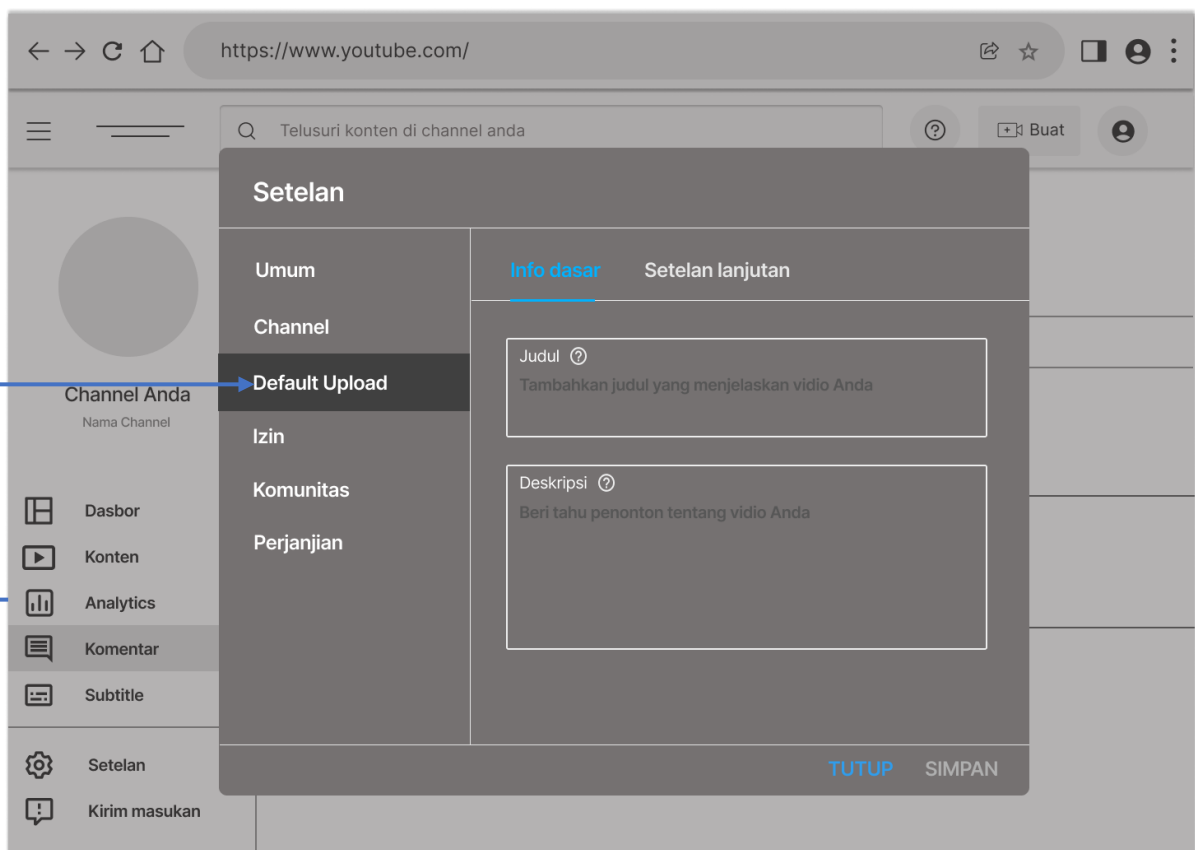 https://www.youtube.com/
Telusuri konten di channel anda
Buat
Setelan
Umum
Channel
Default Upload
Izin
Komunitas
Perjanjian
Info dasar
Setelan lanjutan
Judul
Tambahkan judul yang menjelaskan vidio Anda
Deskripsi
Beri tahu penonton tentang vidio Anda
TUTUP
SIMPAN
Channel Anda
Nama Channel
Dasbor
Konten
Analytics
Komentar
Subtitle
Setelan
Kirim masukan